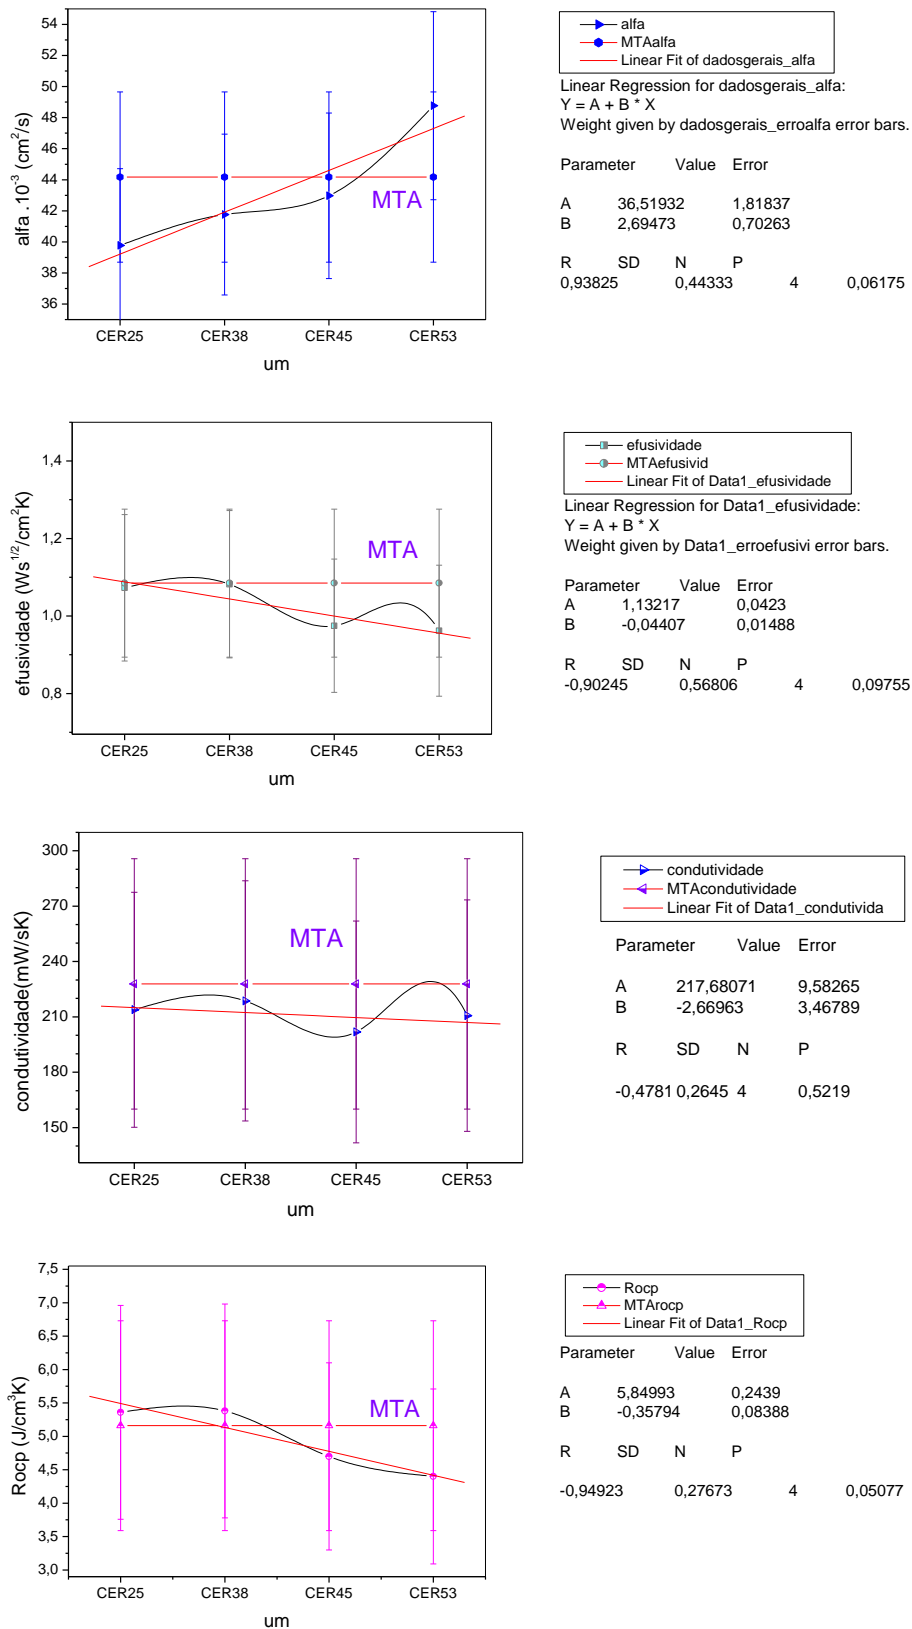 54
52
50
48
46
44
42
40
38
36
alfa .10-3 (cm2/s)
MTA
CER25 CER38 CER45 CER53
um
alfa
MTAalfa
Linear Fit of dadosgerais_alfa
Linear Regression for dadosgerais_alfa:
Y = A + B * X
Weight given by dadosgerais_erroalfa error bars.
Parameter Value Error
A 36,51932 1,81837
B 2,69473 0,70263
R SD N P
0,93825 0,44333 4 0,06175
1,4
1,2
1,0
0,8
efusividade (Ws1/2/cm2K)
MTA
CER25 CER38 CER45 CER53
um
efusividade
MTAefusivid
Linear Fit of Data1_efusividade
Linear Regression for Data1_efusividade:
Y = A + B * X
Weight given by Data1_erroefusivi error bars.
Parameter Value Error
A 1,13217 0,0423
B -0,04407 0,01488
R SD N P
-0,90245 0,56806 4 0,09755
300
270
240
210
180
150
condutividade(mW/sK)
MTA
CER25 CER38 CER45 CER53
um
condutividade
MTAcondutividade
Linear Fit of Data1_condutivida
Parameter Value Error
A 217,68071 9,58265
B -2,66963 3,46789
R SD N P
-0,4781 0,2645 4 0,5219
7,5
7,0
6,5
6,0
5,5
5,0
4,5
4,0
3,5
3,0
Rocp (J/cm3K)
MTA
CER25 CER38 CER45 CER53
um
Rocp
MTArocp
Linear Fit of Data1_Rocp
Parameter Value Error
A 5,84993 0,2439
B -0,35794 0,08388
R SD N P
-0,94923 0,27673 4 0,05077